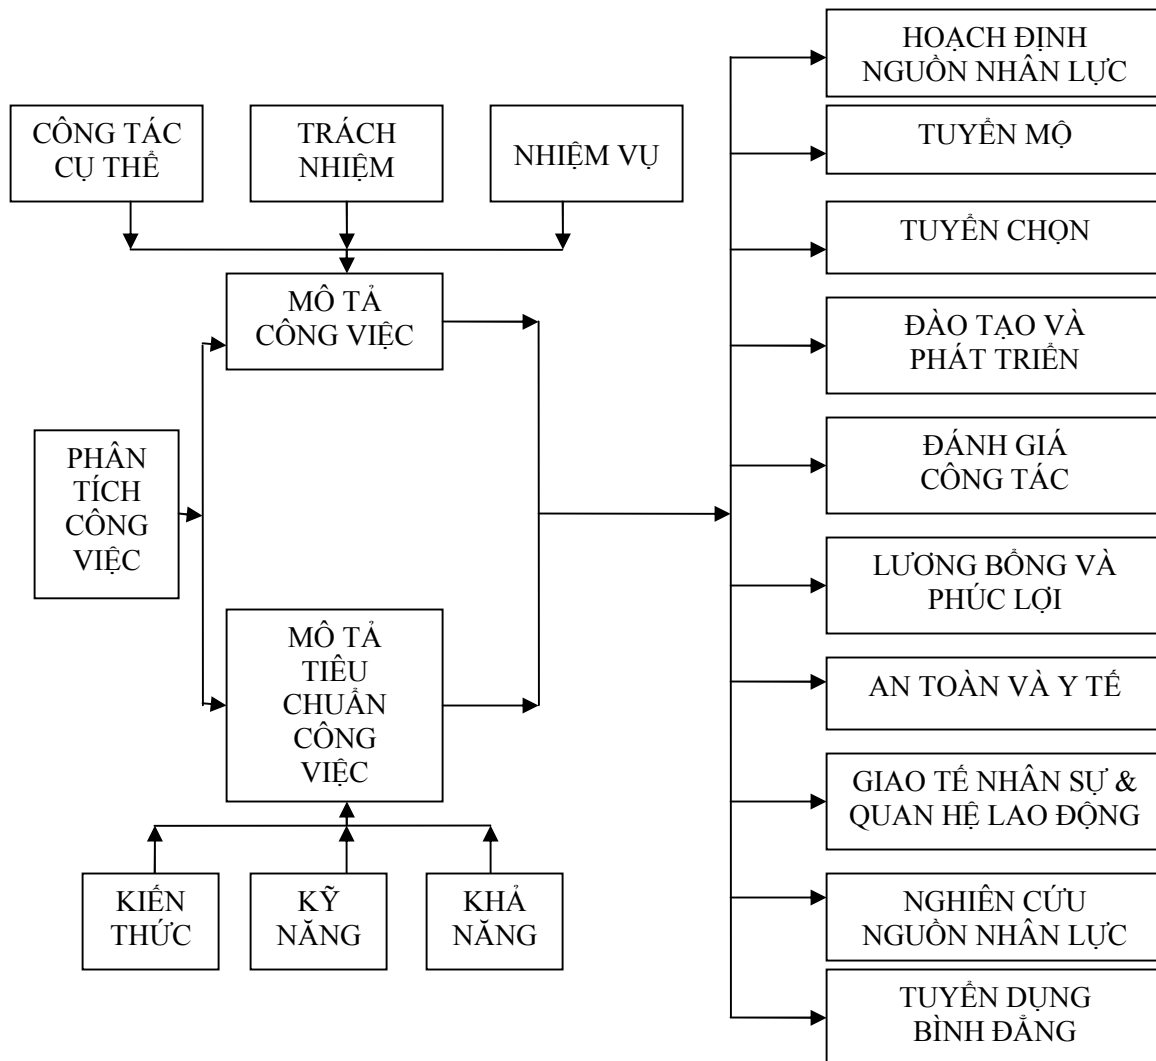 HOẠCH ĐỊNH
NGUỒN NHÂN LỰC
CÔNG TÁC
CỤ THỂ
TRÁCH
NHIỆM
NHIỆM VỤ
TUYỂN MỘ
TUYỂN CHỌN
MÔ TẢ
CÔNG VIỆC
ĐÀO TẠO VÀ
PHÁT TRIỂN
PHÂN
TÍCH
CÔNG
VIỆC
ĐÁNH GIÁ
CÔNG TÁC
LƯƠNG BỔNG VÀ
PHÚC LỢI
MÔ TẢ
TIÊU
CHUẨN
CÔNG
VIỆC
AN TOÀN VÀ Y TẾ
GIAO TẾ NHÂN SỰ &
QUAN HỆ LAO ĐỘNG
KIẾN
THỨC
KỸ
NĂNG
KHẢ
NĂNG
NGHIÊN CỨU
NGUỒN NHÂN LỰC
TUYỂN DỤNG
BÌNH ĐẲNG